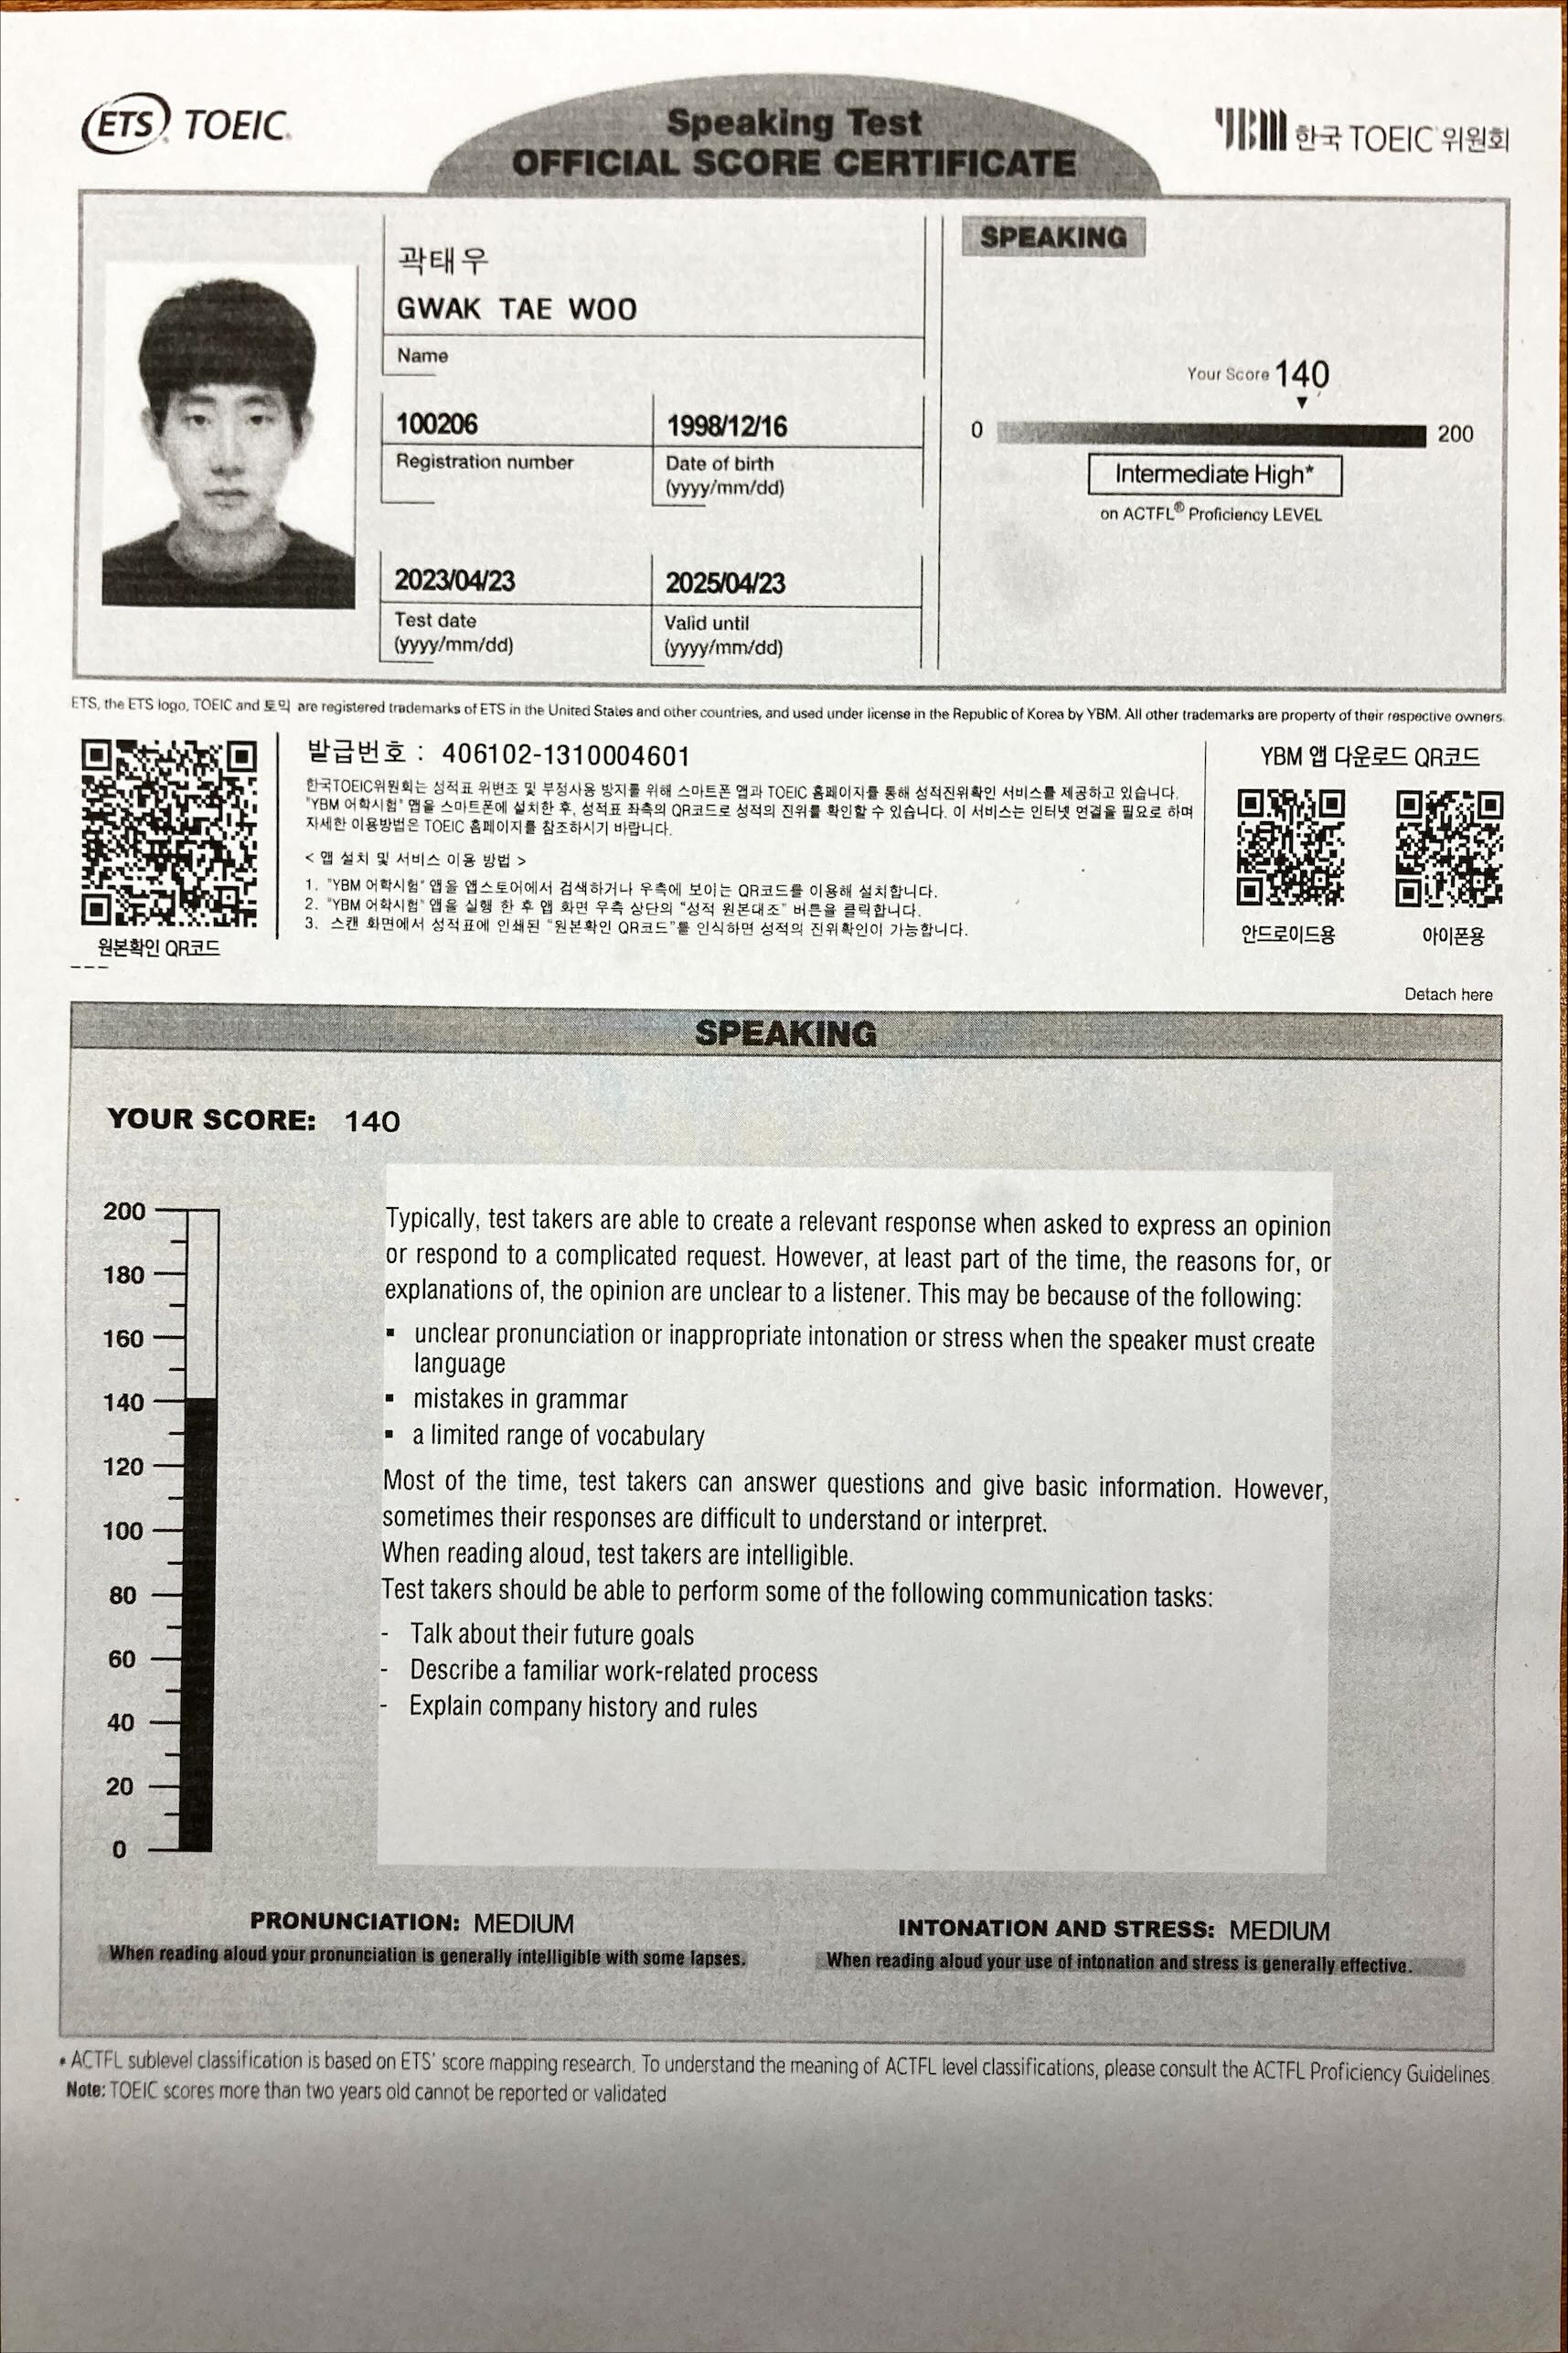 ETS TOEIC
Speaking Test
OFFICIAL SCORE CERTIFICATE
YBM 한국 TOEIC 위원회
곽태우
GWAK TAE WOO
Name
100206
Registration number
1998/12/16
Date of birth
(yyyy/mm/dd)
2023/04/23
Test date
(yyyy/mm/dd)
2025/04/23
Valid until
(yyyy/mm/dd)
SPEAKING
Your Score 140
0 200
Intermediate High*
on ACTFL® Proficiency LEVEL
ETS, the ETS logo, TOEIC and 토익 are registered trademarks of ETS in the United States and other countries, and used under license in the Republic of Korea by YBM. All other trademarks are property of their respective owners.
원본확인 QR코드
발급번호 : 406102-1310004601
한국TOEIC위원회는 성적표 위변조 및 부정사용 방지를 위해 스마트폰 앱과 TOEIC 홈페이지를 통해 성적진위확인 서비스를 제공하고 있습니다.
"YBM 어학시험" 앱을 스마트폰에 설치한 후, 성적표 좌측의 QR코드로 성적의 진위를 확인할 수 있습니다. 이 서비스는 인터넷 연결을 필요로 하며
자세한 이용방법은 TOEIC 홈페이지를 참조하시기 바랍니다.
< 앱 설치 및 서비스 이용 방법 >
1. "YBM 어학시험" 앱을 앱스토어에서 검색하거나 우측에 보이는 QR코드를 이용해 설치합니다.
2. "YBM 어학시험" 앱을 실행 한 후 앱 화면 우측 상단의 "성적 원본대조" 버튼을 클릭합니다.
3. 스캔 화면에서 성적표에 인쇄된 "원본확인 QR코드"를 인식하면 성적의 진위확인이 가능합니다.
YBM 앱 다운로드 QR코드
안드로이드용
아이폰용
Detach here
SPEAKING
YOUR SCORE: 140
200
180
160
140
120
100
80
60
40
20
0
Typically, test takers are able to create a relevant response when asked to express an opinion
or respond to a complicated request. However, at least part of the time, the reasons for, or
explanations of, the opinion are unclear to a listener. This may be because of the following:
▪ unclear pronunciation or inappropriate intonation or stress when the speaker must create
language
▪ mistakes in grammar
▪ a limited range of vocabulary
Most of the time, test takers can answer questions and give basic information. However,
sometimes their responses are difficult to understand or interpret.
When reading aloud, test takers are intelligible.
Test takers should be able to perform some of the following communication tasks:
- Talk about their future goals
- Describe a familiar work-related process
- Explain company history and rules
PRONUNCIATION: MEDIUM
When reading aloud your pronunciation is generally intelligible with some lapses.
INTONATION AND STRESS: MEDIUM
When reading aloud your use of intonation and stress is generally effective.
* ACTFL sublevel classification is based on ETS' score mapping research. To understand the meaning of ACTFL level classifications, please consult the ACTFL Proficiency Guidelines.
Note: TOEIC scores more than two years old cannot be reported or validated